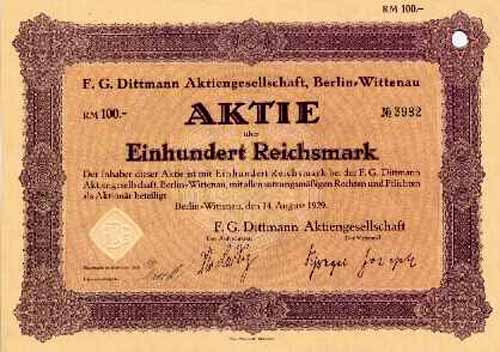 RM 100.-
F. G. Dittmann Aktiengesellschaft, Berlin-Wittenau
RM 100.-
AKTIE
№ 3982
über
Einhundert Reichsmark
Der Inhaber dieser Aktie ist mit Einhundert Reichsmark bei der F. G. Dittmann
Aktiengesellschaft, Berlin-Wittenau, mit allen satzungsmäßigen Rechten und Pflichten
als Aktionär beteiligt.
Berlin-Wittenau, den 14. August 1929.
F. G. Dittmann Aktiengesellschaft
Der Aufsichtsrat
Der Vorstand